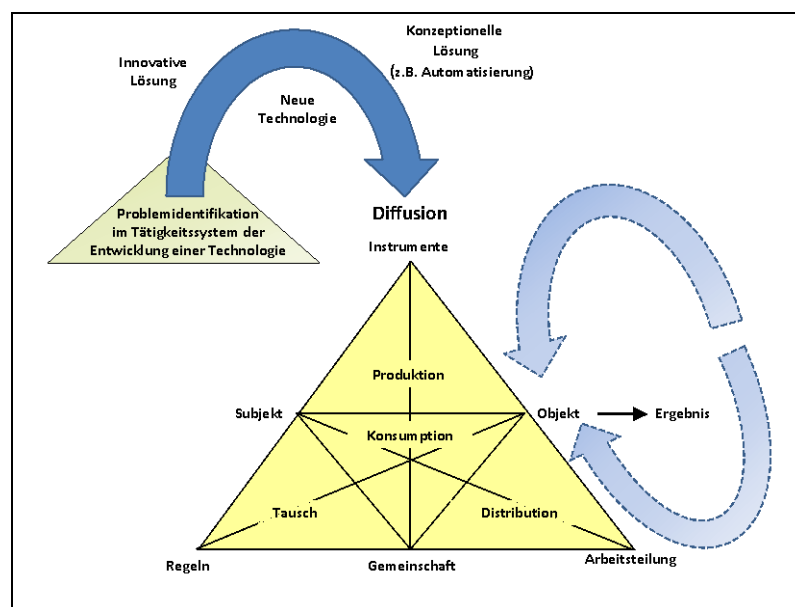 Innovative
Lösung
Konzeptionelle
Lösung
(z.B. Automatisierung)
Neue
Technologie
Problemidentifikation
im Tätigkeitssystem der
Entwicklung einer Technologie
Diffusion
Instrumente
Produktion
Subjekt
Objekt
Ergebnis
Konsumption
Tausch
Distribution
Regeln
Gemeinschaft
Arbeitsteilung